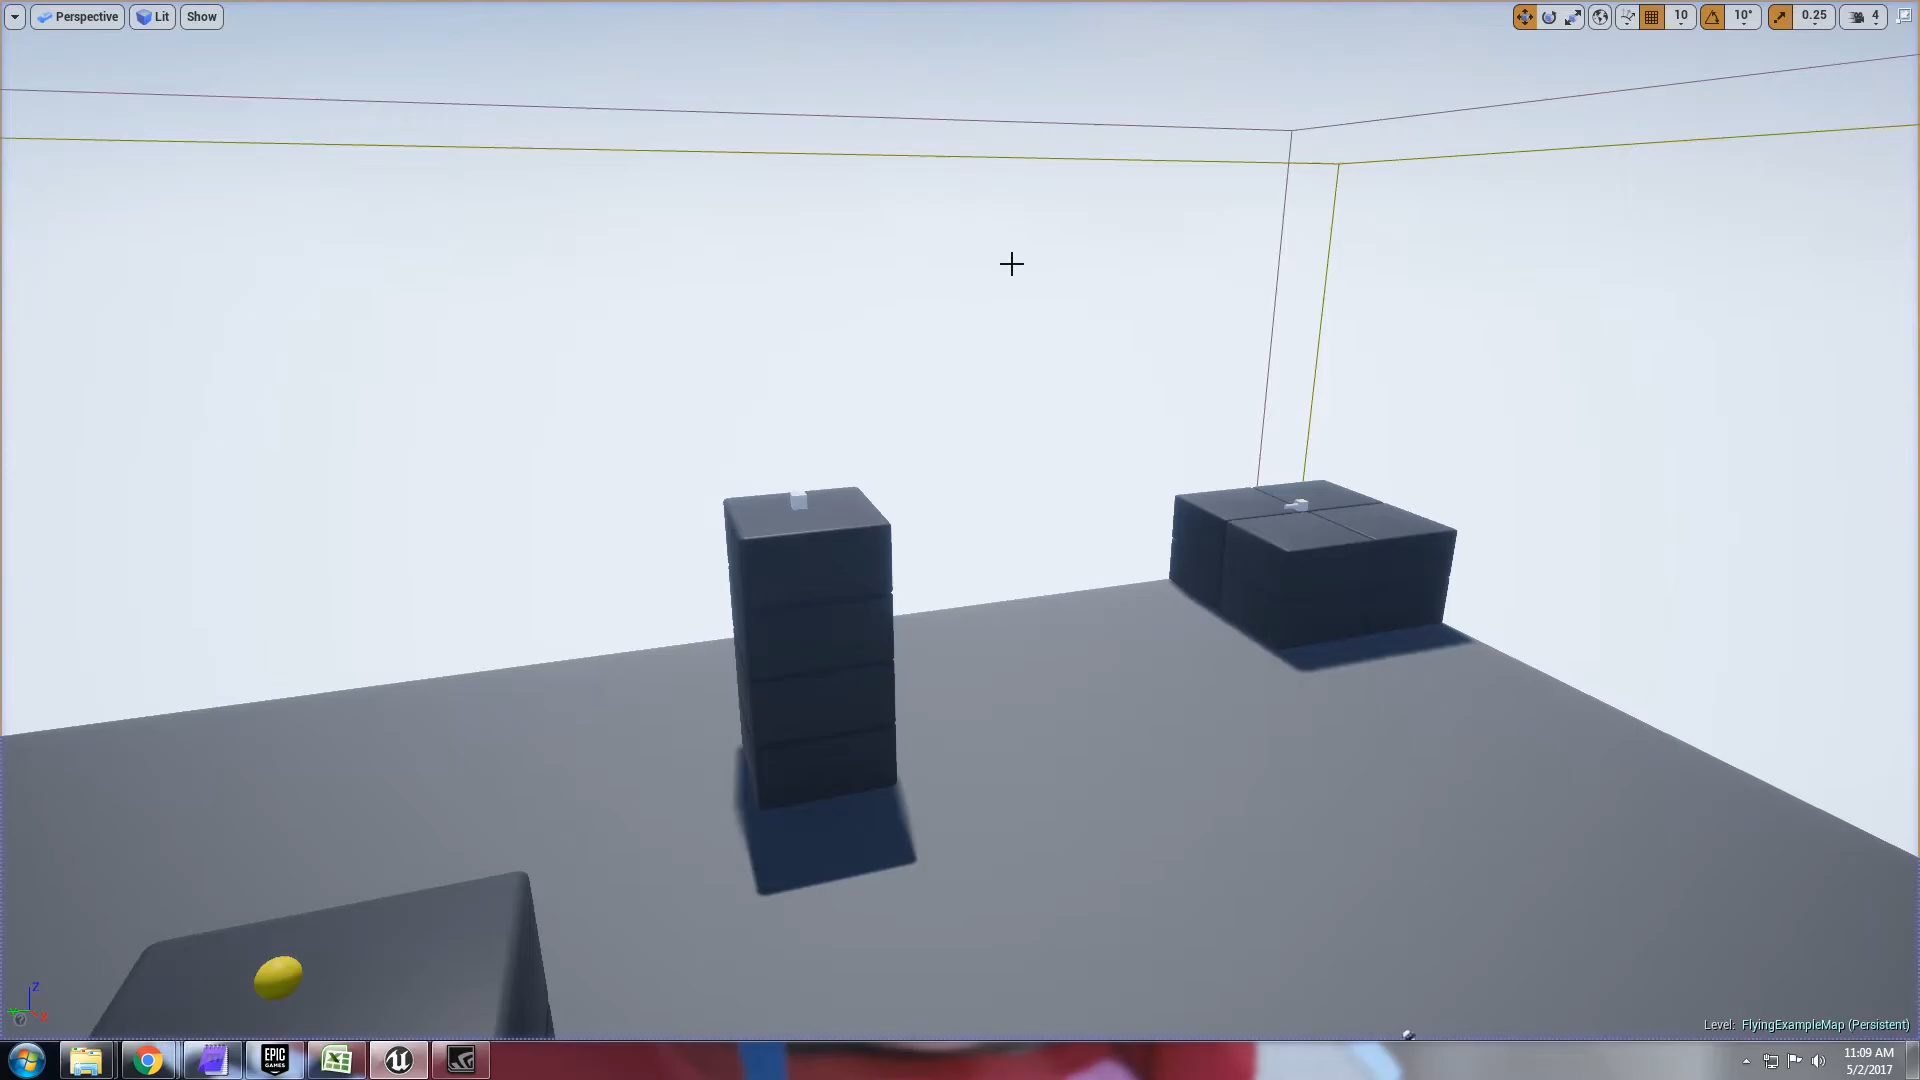 Perspective
Lit
Show
10
10°
0.25
4
Z
X
Level: FlyingExampleMap (Persistent)
EPIC
GAMES
11:09 AM
5/2/2017